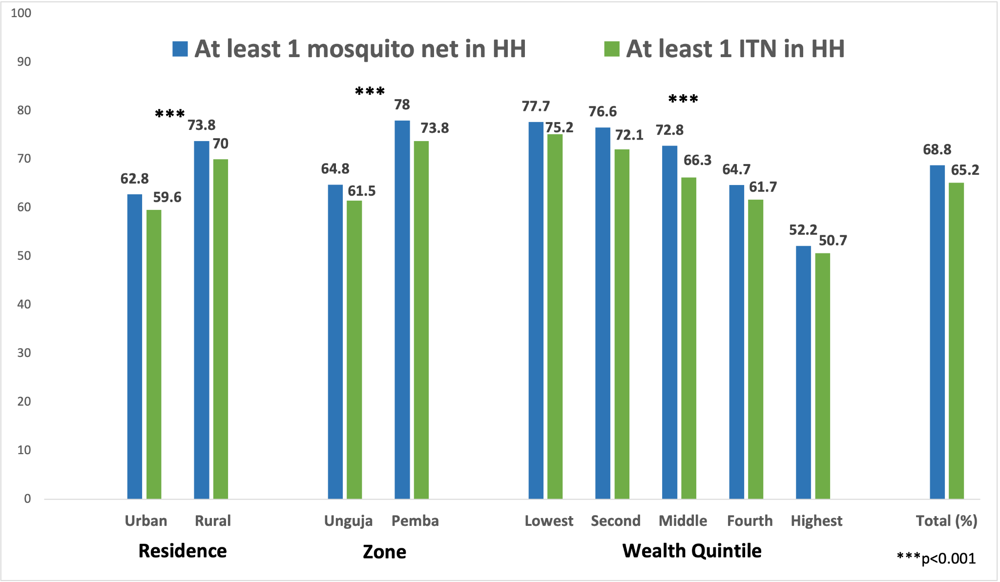 100
At least 1 mosquito net in HH At least 1 ITN in HH
90
80
70
60
50
40
30
20
10
0
***
62.8 59.6 73.8 70
***
64.8 61.5 78 73.8
***
77.7 75.2 76.6 72.1 72.8 66.3 64.7 61.7 52.2 50.7
68.8 65.2
Urban Rural Unguja Pemba Lowest Second Middle Fourth Highest Total (%)
Residence Zone Wealth Quintile
***p<0.001